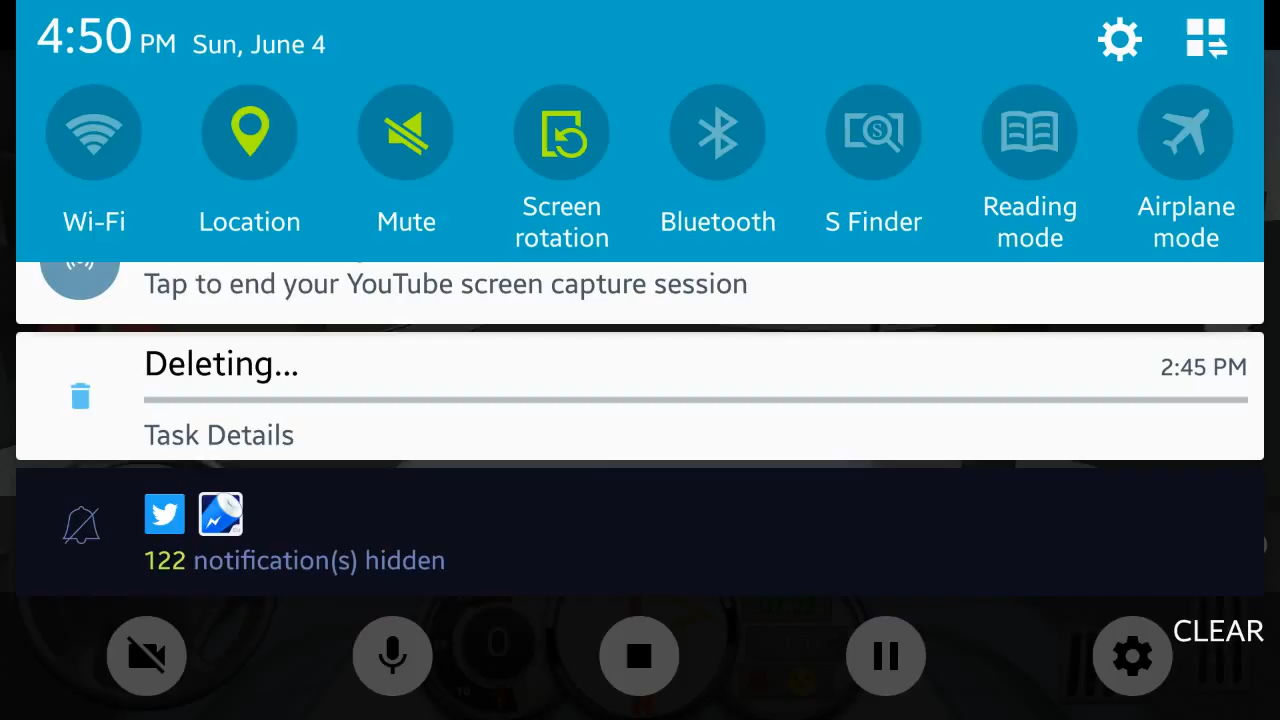 4:50 PM Sun, June 4
Wi-Fi
Location
Mute
Screen
rotation
Bluetooth
S Finder
Reading
mode
Airplane
mode
Tap to end your YouTube screen capture session
Deleting...
2:45 PM
Task Details
122 notification(s) hidden
CLEAR